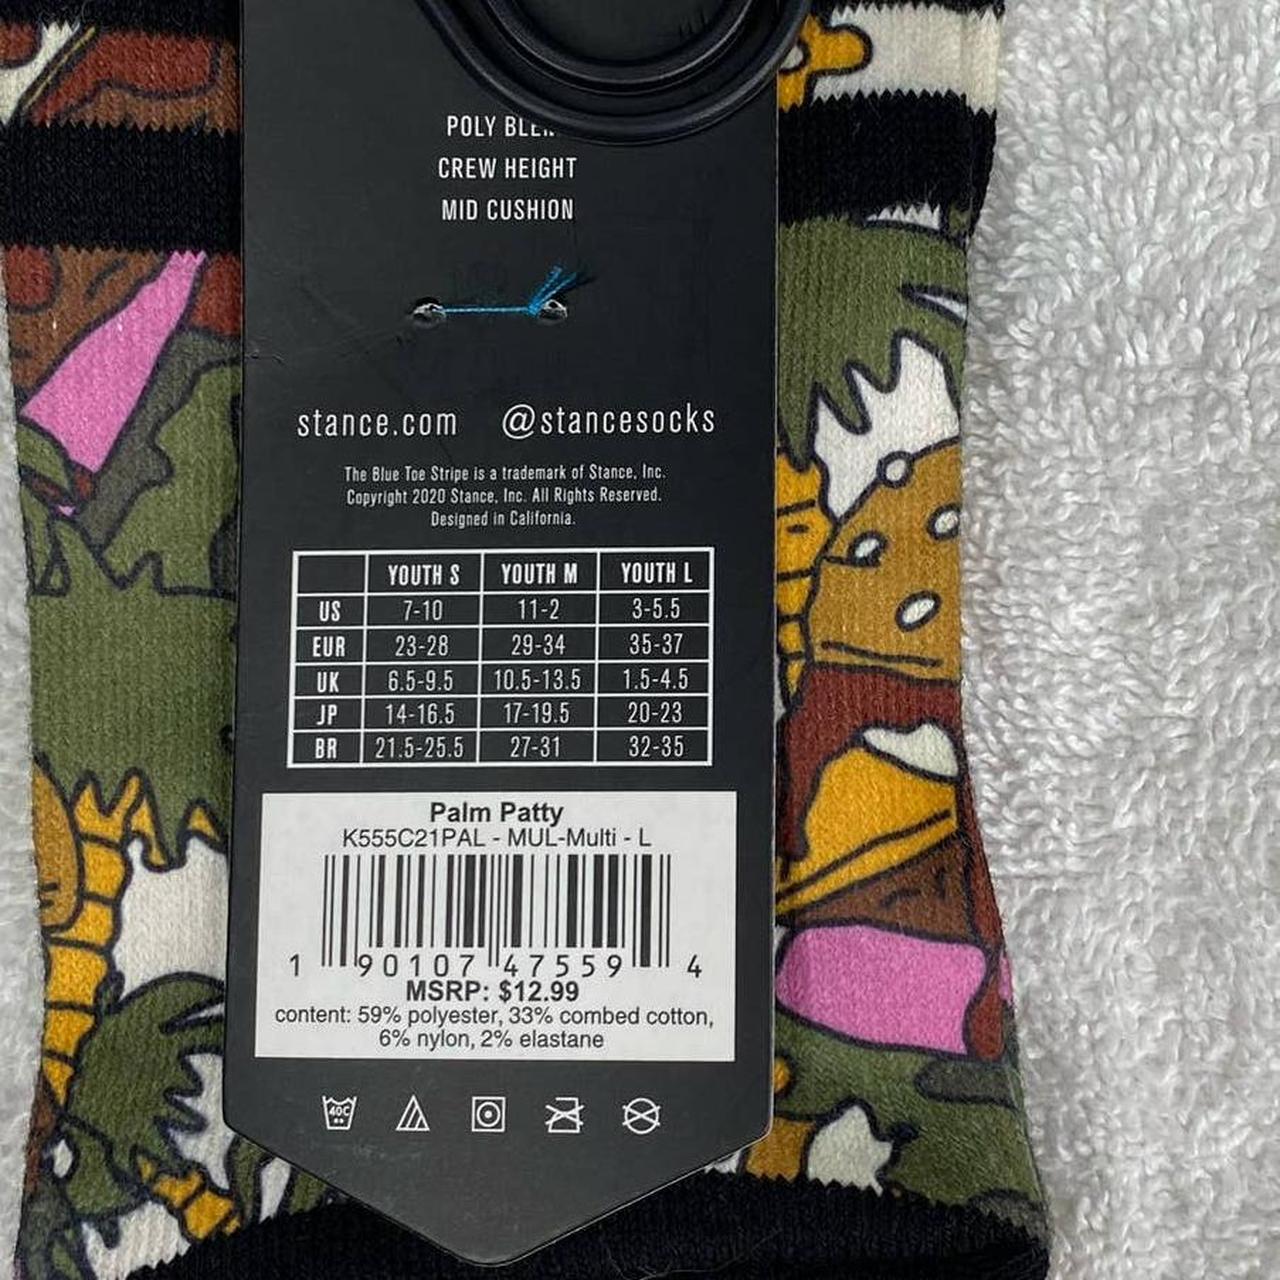 POLY BLEND
CREW HEIGHT
MID CUSHION
stance.com @stancesocks
The Blue Toe Stripe is a trademark of Stance, Inc.
Copyright 2020 Stance, Inc. All Rights Reserved.
Designed in California.
YOUTH S YOUTH M YOUTH L
US 7-10 11-2 3-5.5
EUR 23-28 29-34 35-37
UK 6.5-9.5 10.5-13.5 1.5-4.5
JP 14-16.5 17-19.5 20-23
BR 21.5-25.5 27-31 32-35
Palm Patty
K555C21PAL - MUL-Multi - L
1 90107 47559 4
MSRP: $12.99
content: 59% polyester, 33% combed cotton,
6% nylon, 2% elastane
40C